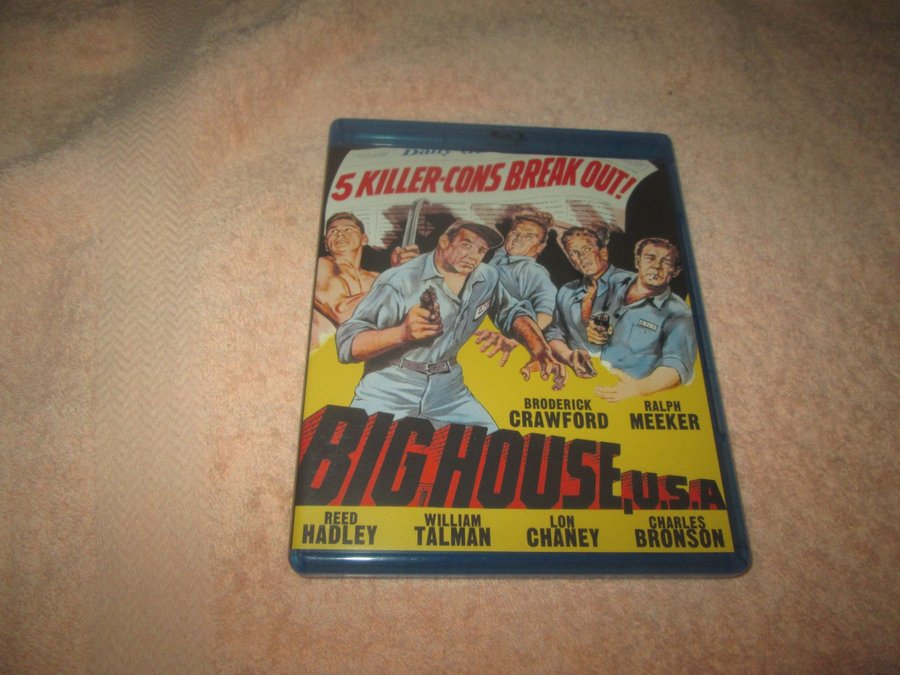 5 KILLER-CONS BREAK OUT!
BRODERICK CRAWFORD
RALPH MEEKER
BIG HOUSE, U.S.A
REED HADLEY
WILLIAM TALMAN
LON CHANEY
CHARLES BRONSON